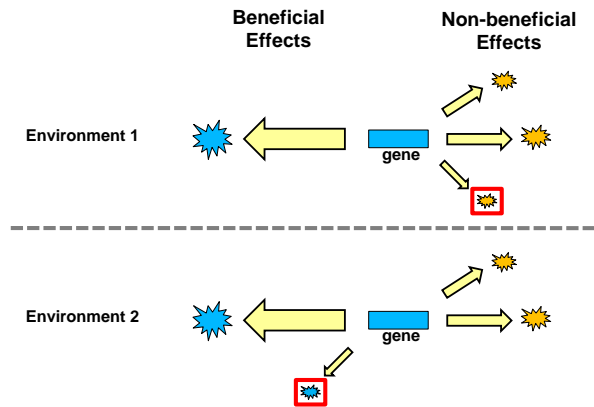 Beneficial
Effects
Non-beneficial
Effects
Environment 1
gene
Environment 2
gene